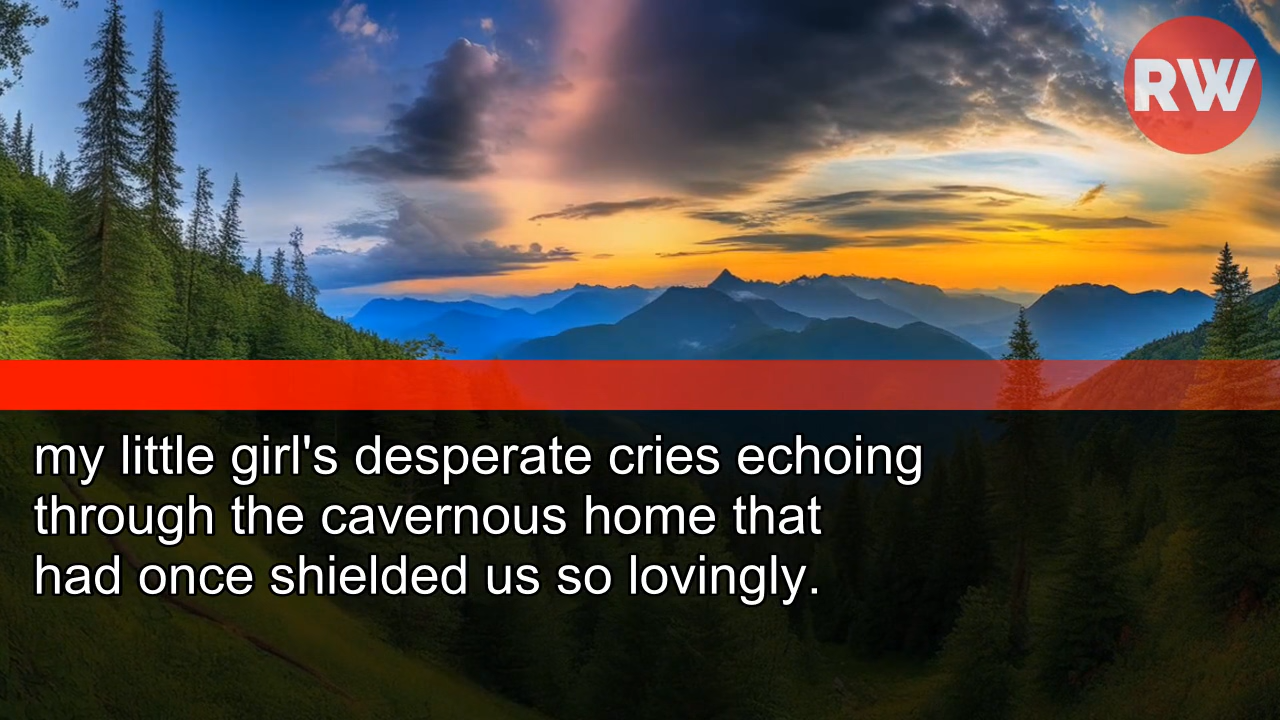 RW
my little girl's desperate cries echoing
through the cavernous home that
had once shielded us so lovingly.